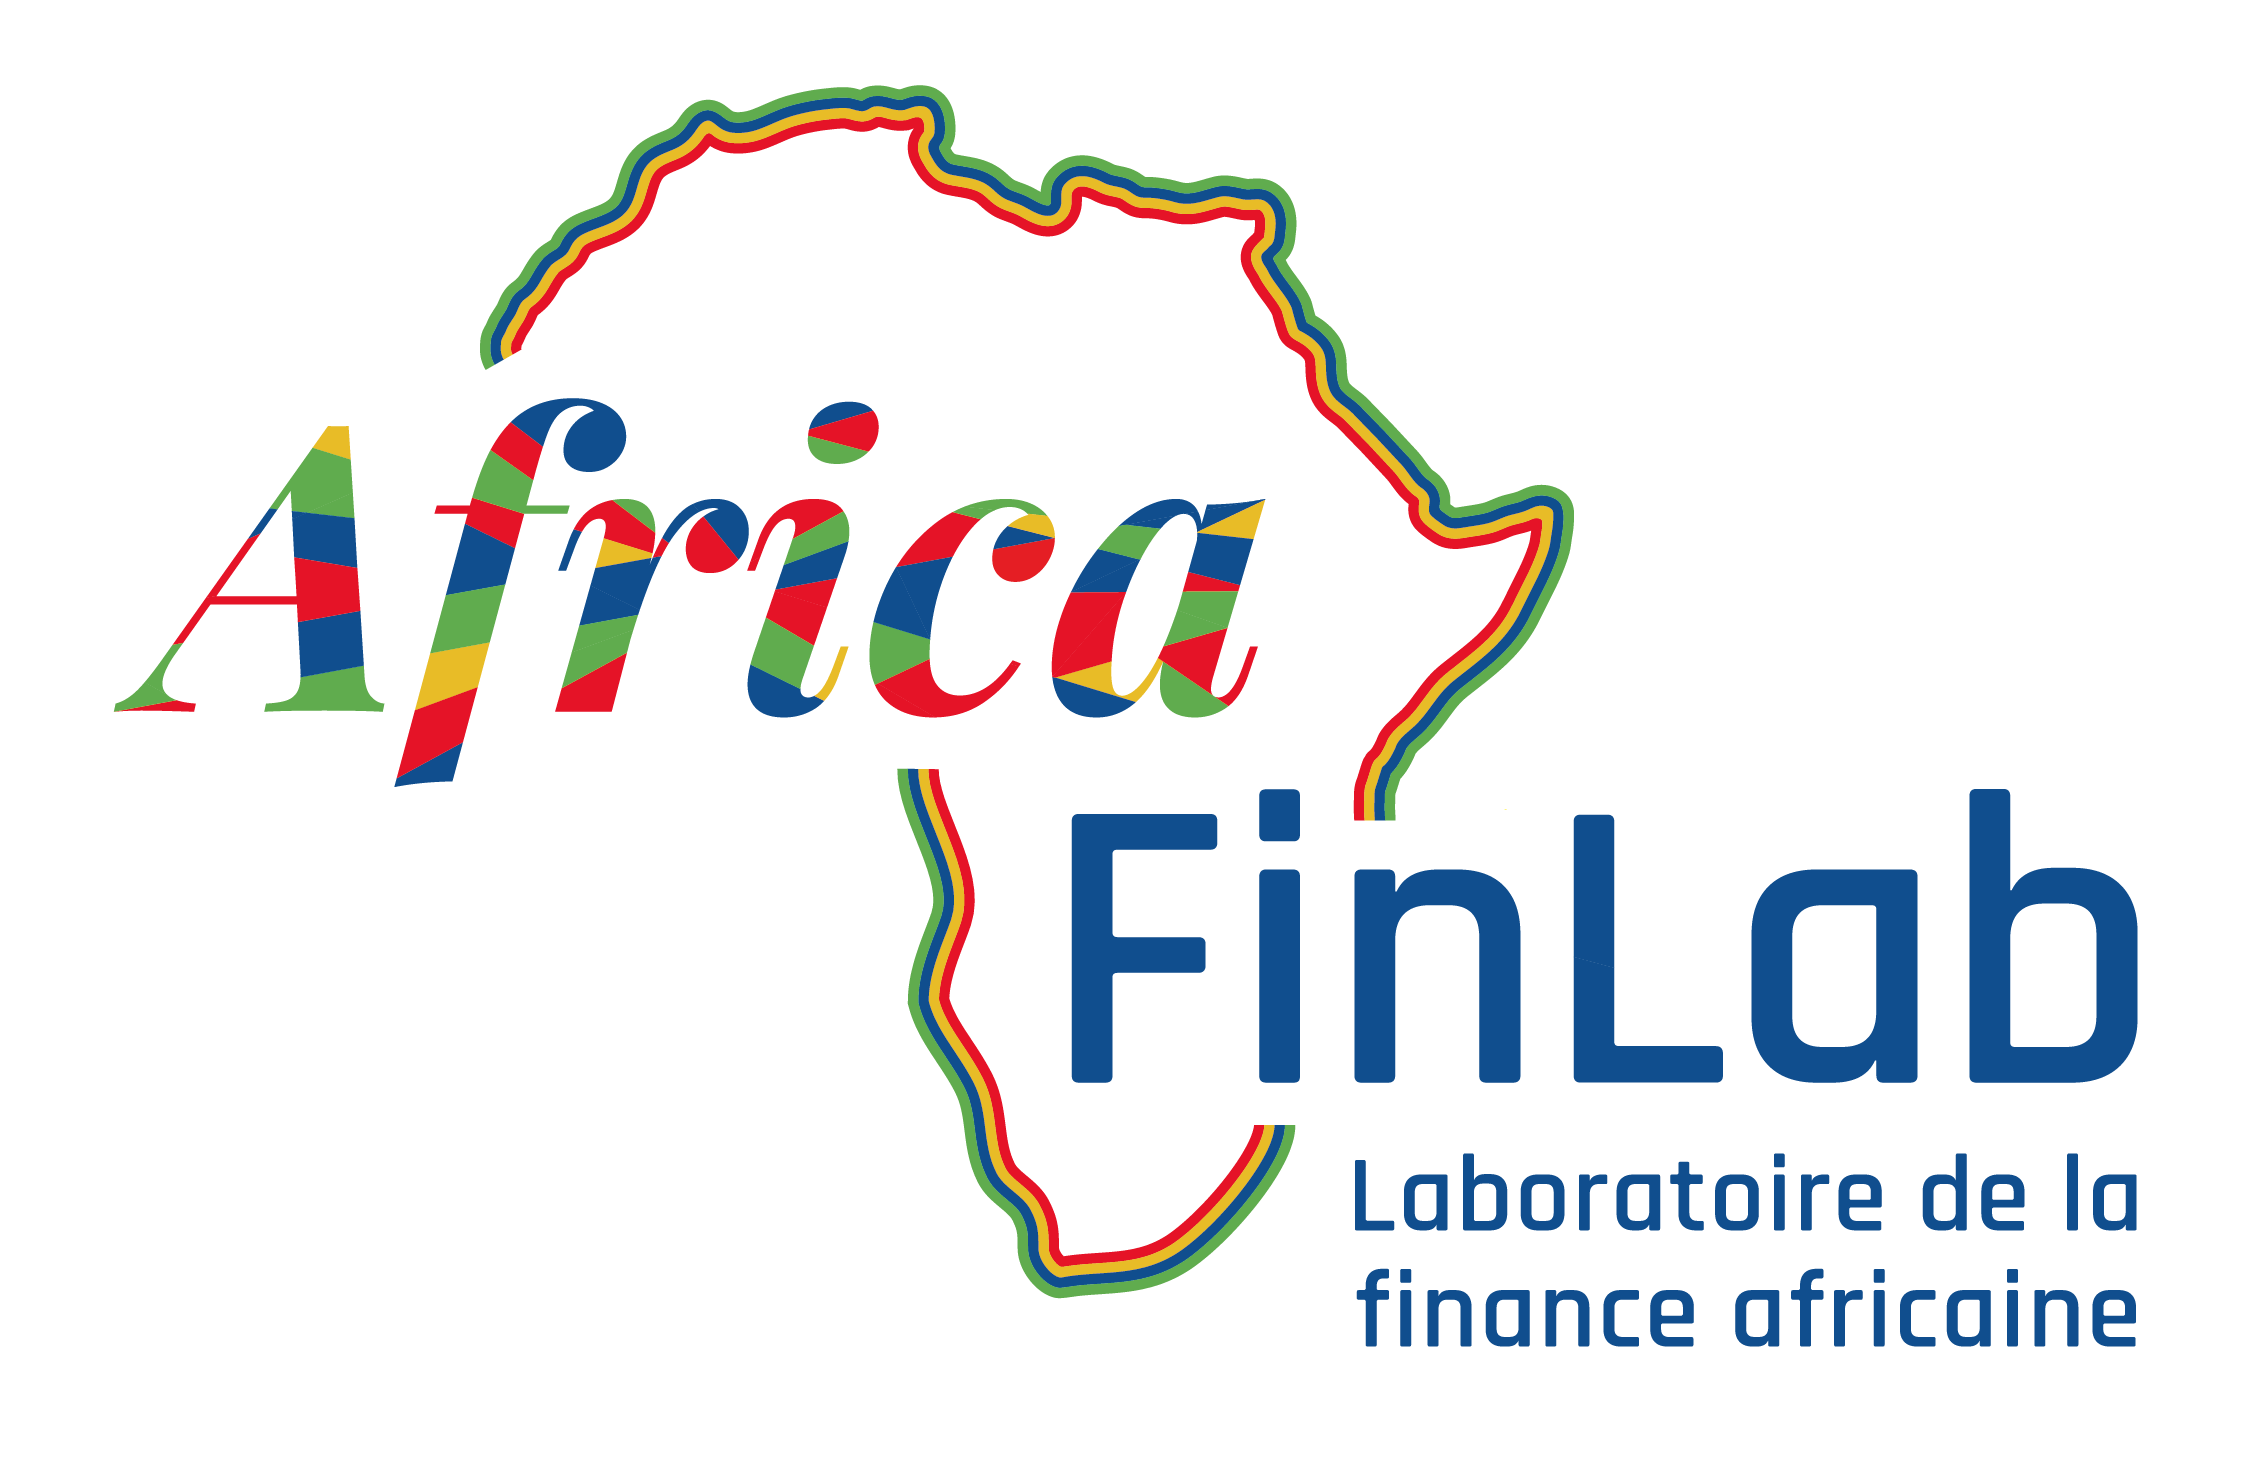 Africa
FinLab
Laboratoire de la
finance africaine